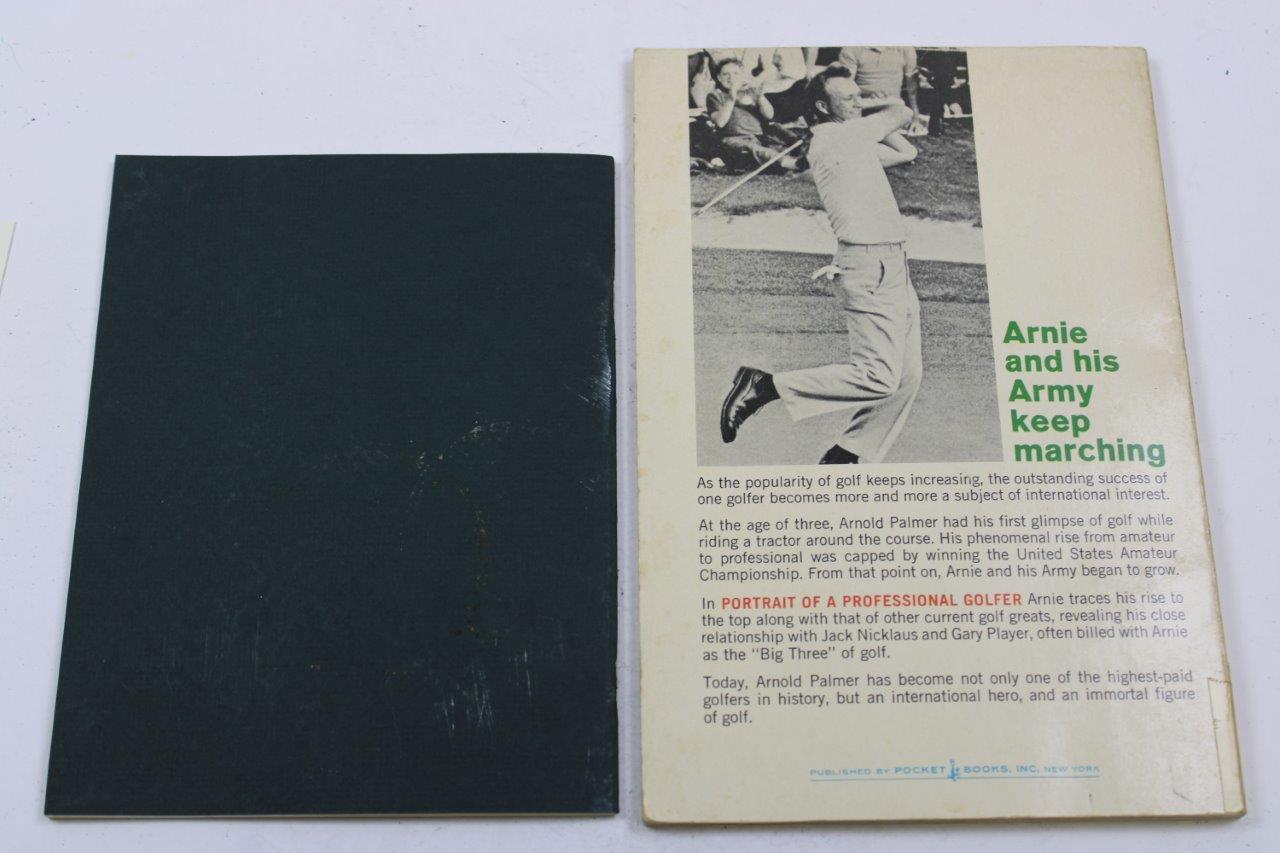 Arnie
and his
Army
keep
marching
As the popularity of golf keeps increasing, the outstanding success of
one golfer becomes more and more a subject of international interest.
At the age of three, Arnold Palmer had his first glimpse of golf while
riding a tractor around the course. His phenomenal rise from amateur
to professional was capped by winning the United States Amateur
Championship. From that point on, Arnie and his Army began to grow.
In PORTRAIT OF A PROFESSIONAL GOLFER Arnie traces his rise to
the top along with that of other current golf greats, revealing his close
relationship with Jack Nicklaus and Gary Player, often billed with Arnie
as the "Big Three" of golf.
Today, Arnold Palmer has become not only one of the highest-paid
golfers in history, but an international hero, and an immortal figure
of golf.
PUBLISHED BY POCKET BOOKS, INC. NEW YORK